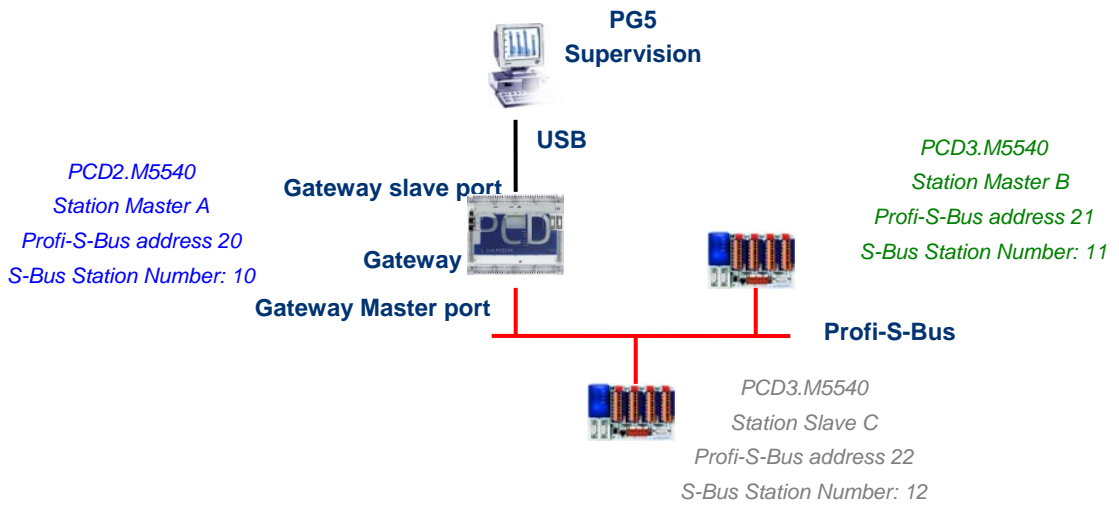 PG5
Supervision
USB
PCD2.M5540
Station Master A
Profi-S-Bus address 20
S-Bus Station Number: 10
Gateway slave port
PCD
Gateway
Gateway Master port
PCD3.M5540
Station Master B
Profi-S-Bus address 21
S-Bus Station Number: 11
Profi-S-Bus
PCD3.M5540
Station Slave C
Profi-S-Bus address 22
S-Bus Station Number: 12